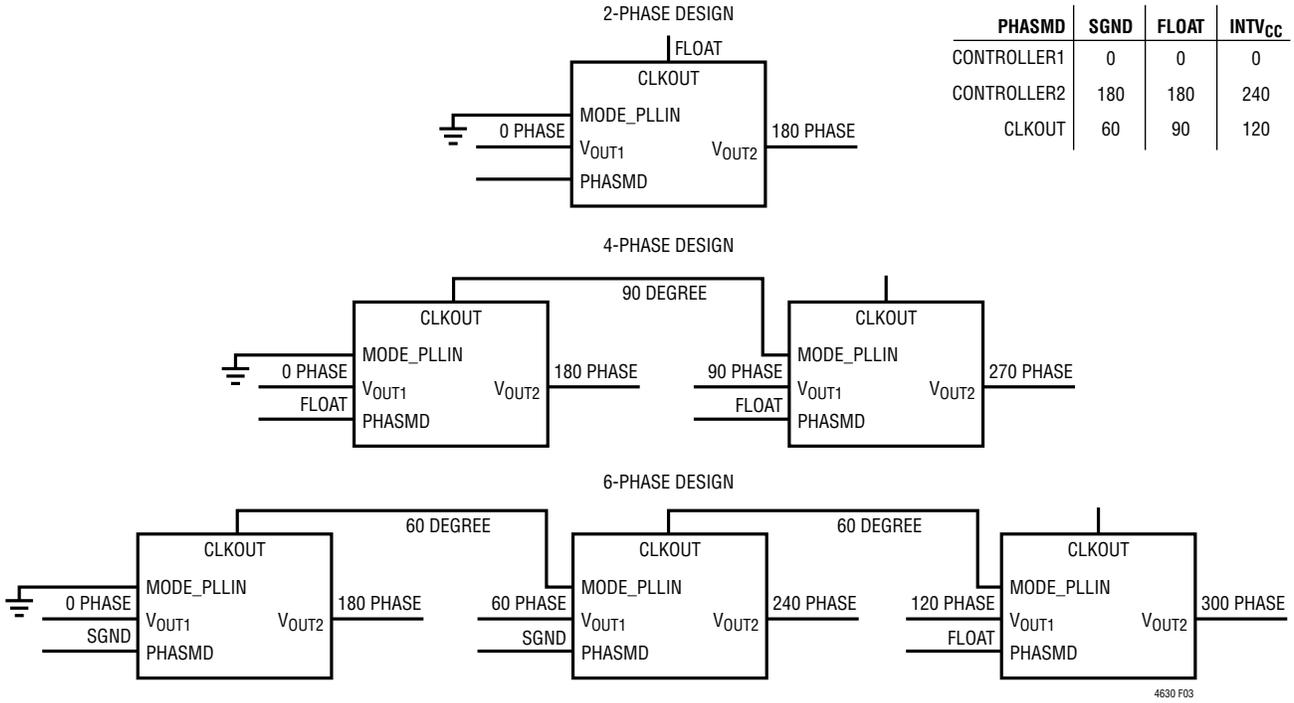 2-PHASE DESIGN
FLOAT
CLKOUT
MODE_PLLIN
0 PHASE
180 PHASE
VOUT1
VOUT2
PHASMD
PHASMD SGND FLOAT INTVCC
CONTROLLER1 0 0 0
CONTROLLER2 180 180 240
CLKOUT 60 90 120
4-PHASE DESIGN
90 DEGREE
CLKOUT
MODE_PLLIN
0 PHASE
180 PHASE
VOUT1
VOUT2
FLOAT
PHASMD
CLKOUT
MODE_PLLIN
90 PHASE
270 PHASE
VOUT1
VOUT2
FLOAT
PHASMD
6-PHASE DESIGN
60 DEGREE
60 DEGREE
CLKOUT
MODE_PLLIN
0 PHASE
180 PHASE
VOUT1
VOUT2
SGND
PHASMD
CLKOUT
MODE_PLLIN
60 PHASE
240 PHASE
VOUT1
VOUT2
SGND
PHASMD
CLKOUT
MODE_PLLIN
120 PHASE
300 PHASE
VOUT1
VOUT2
FLOAT
PHASMD
4630 F03